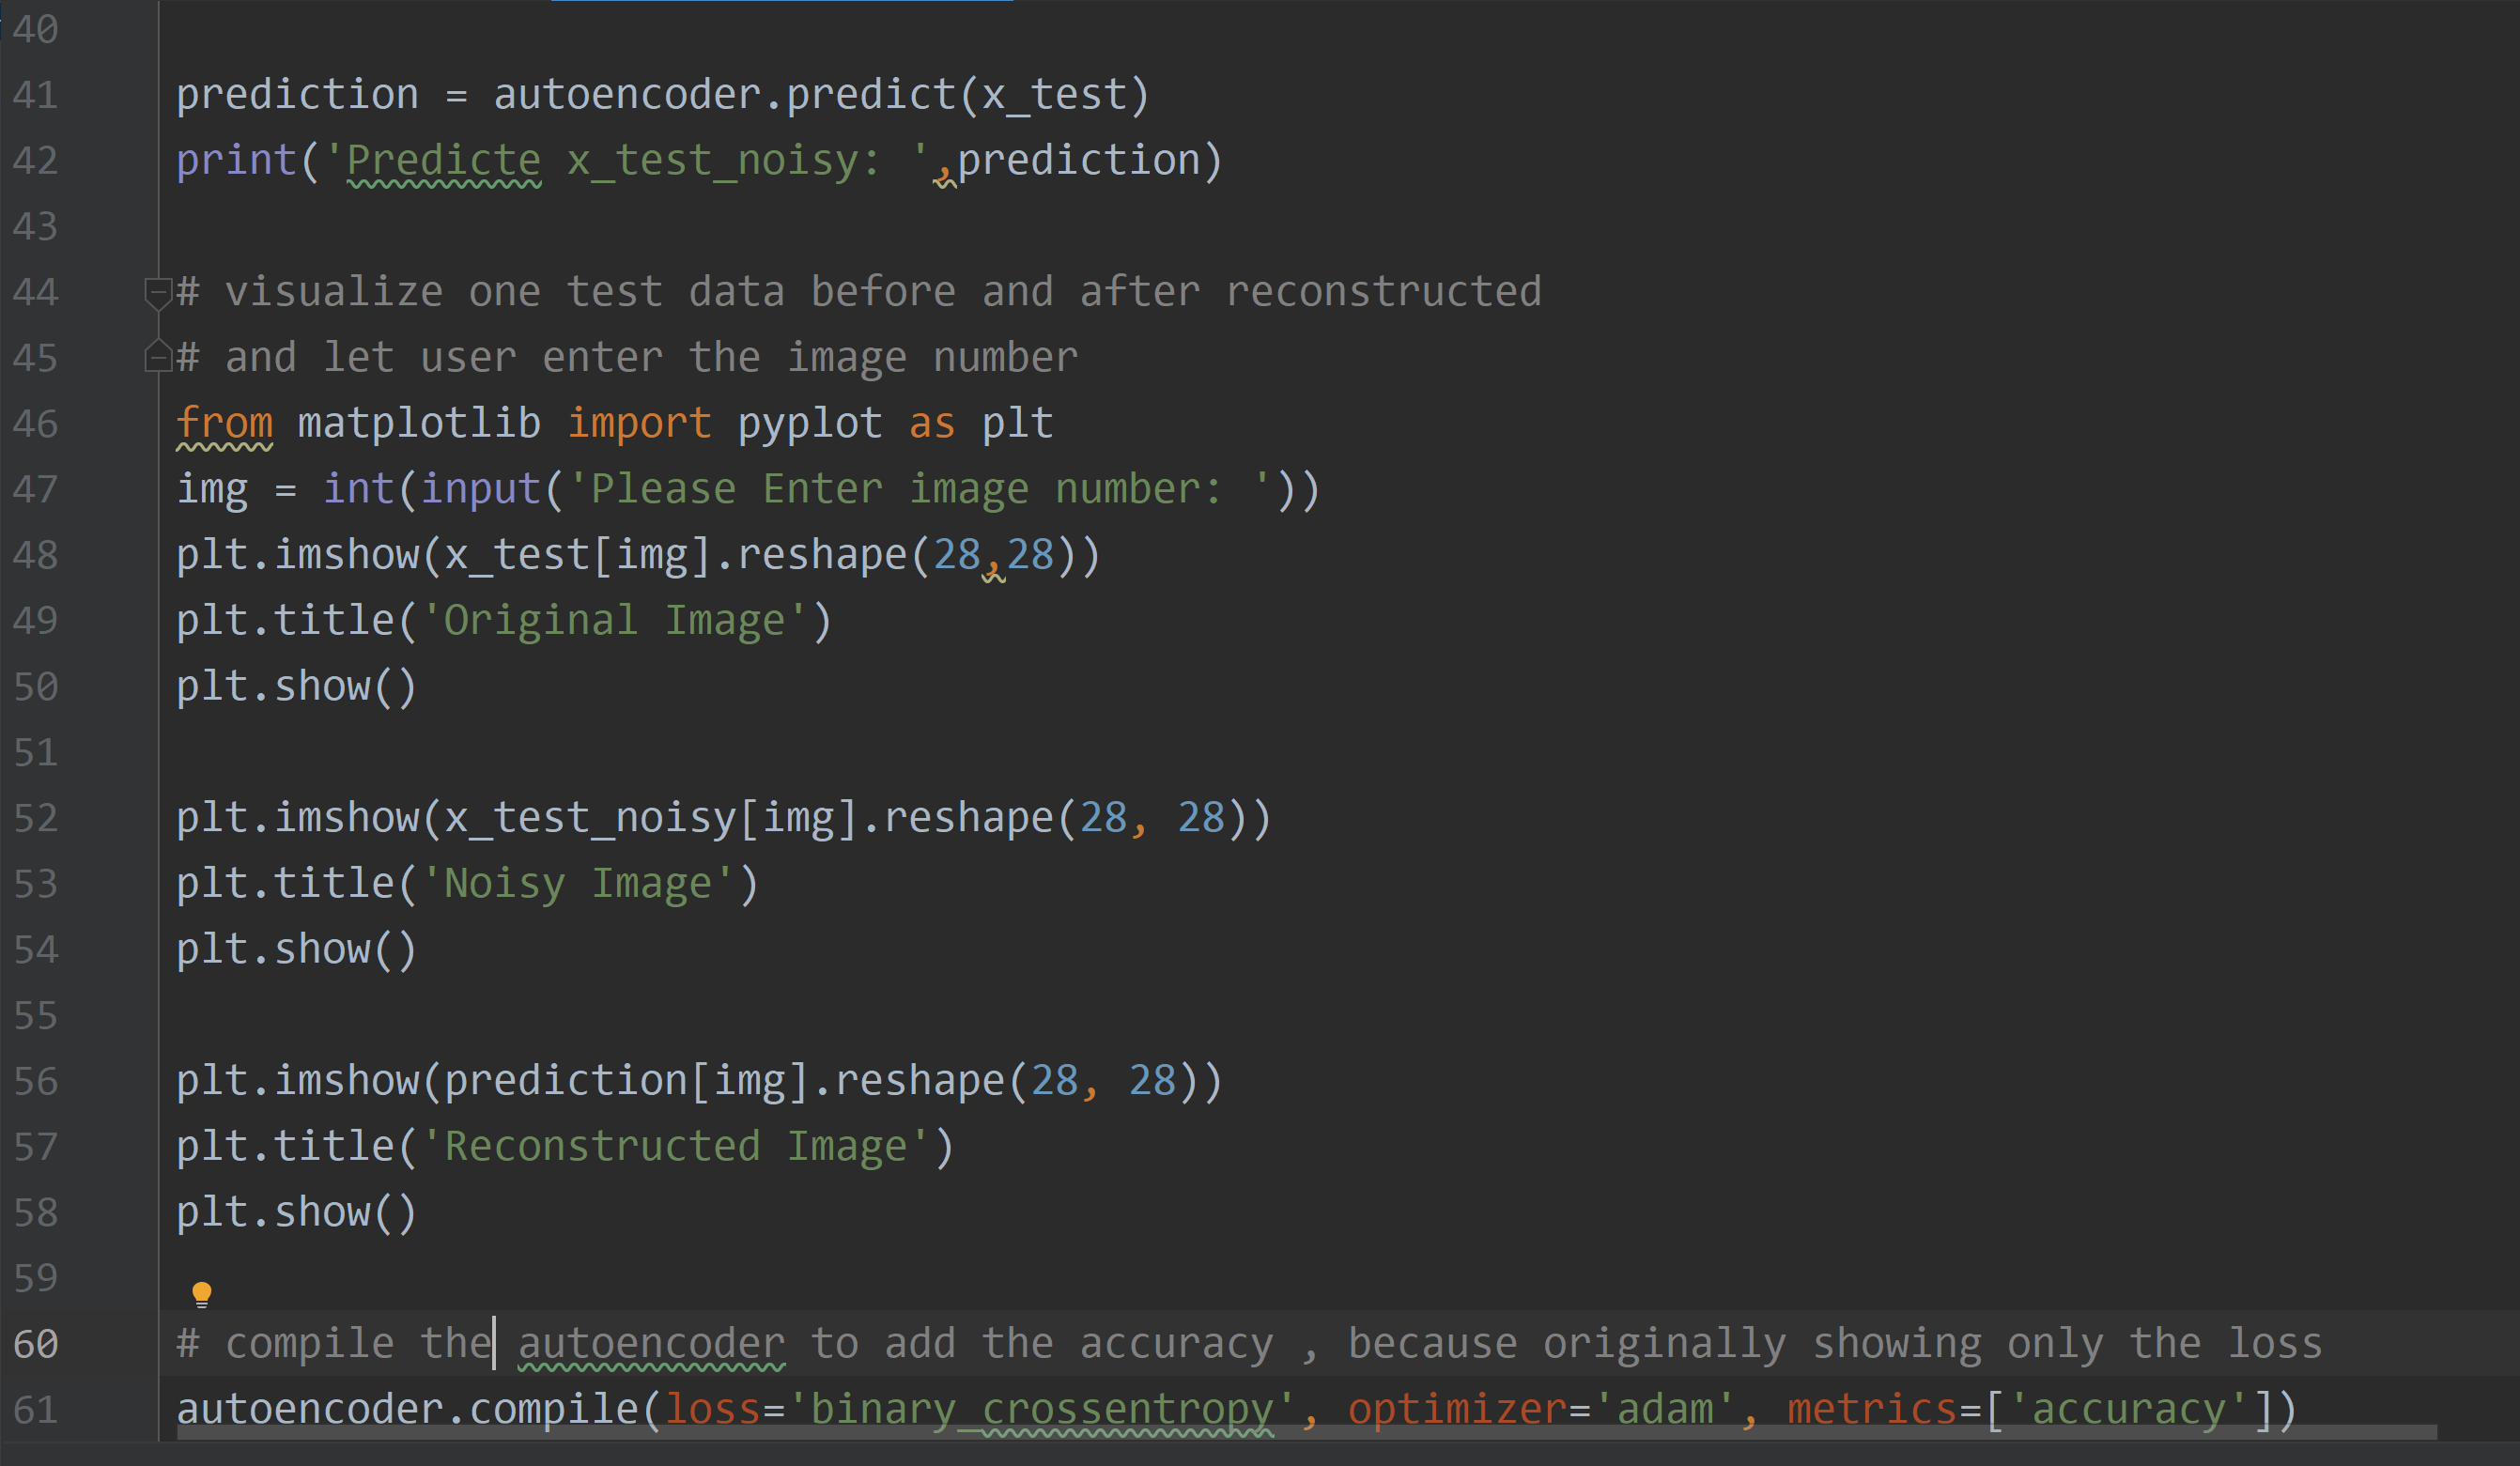 40
41 prediction = autoencoder.predict(x_test)
42 print('Predicte x_test_noisy: ',prediction)
43
44 # visualize one test data before and after reconstructed
45 # and let user enter the image number
46 from matplotlib import pyplot as plt
47 img = int(input('Please Enter image number: '))
48 plt.imshow(x_test[img].reshape(28,28))
49 plt.title('Original Image')
50 plt.show()
51
52 plt.imshow(x_test_noisy[img].reshape(28, 28))
53 plt.title('Noisy Image')
54 plt.show()
55
56 plt.imshow(prediction[img].reshape(28, 28))
57 plt.title('Reconstructed Image')
58 plt.show()
59
60 # compile the autoencoder to add the accuracy , because originally showing only the loss
61 autoencoder.compile(loss='binary_crossentropy', optimizer='adam', metrics=['accuracy'])